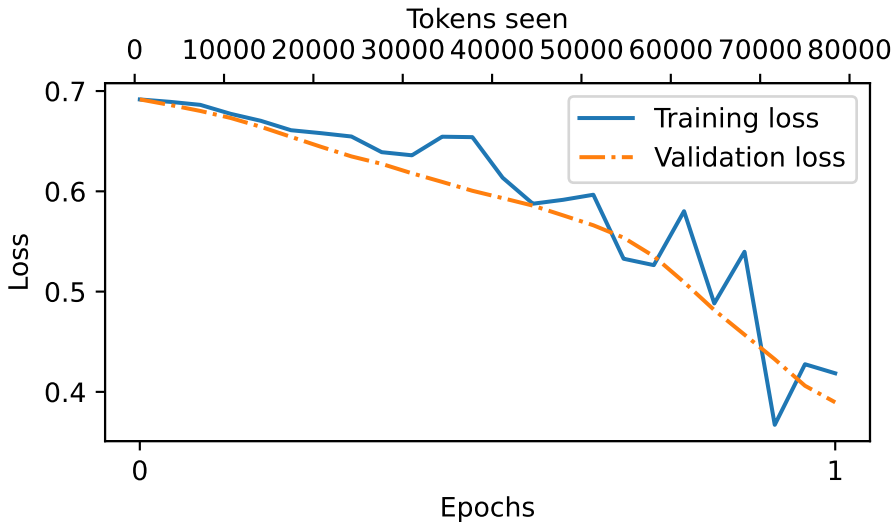 Tokens seen
0 10000 20000 30000 40000 50000 60000 70000 80000
0.7
Training loss
Validation loss
0.6
Loss
0.5
0.4
0 1
Epochs